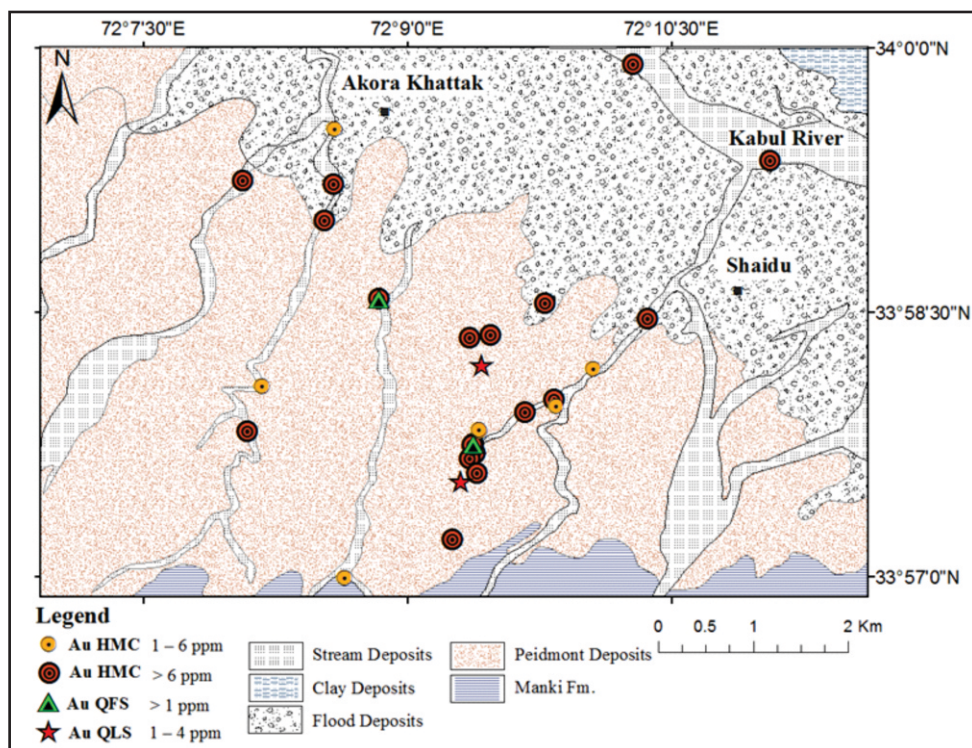 72°7'30"E 72°9'0"E 72°10'30"E
34°0'0"N
N
Akora Khattak
Kabul River
Shaidu
33°58'30"N
33°57'0"N
Legend
Au HMC 1 – 6 ppm
Au HMC > 6 ppm
Au QFS > 1 ppm
Au QLS 1 – 4 ppm
Stream Deposits
Clay Deposits
Flood Deposits
Peidmont Deposits
Manki Fm.
0 0.5 1 2 Km